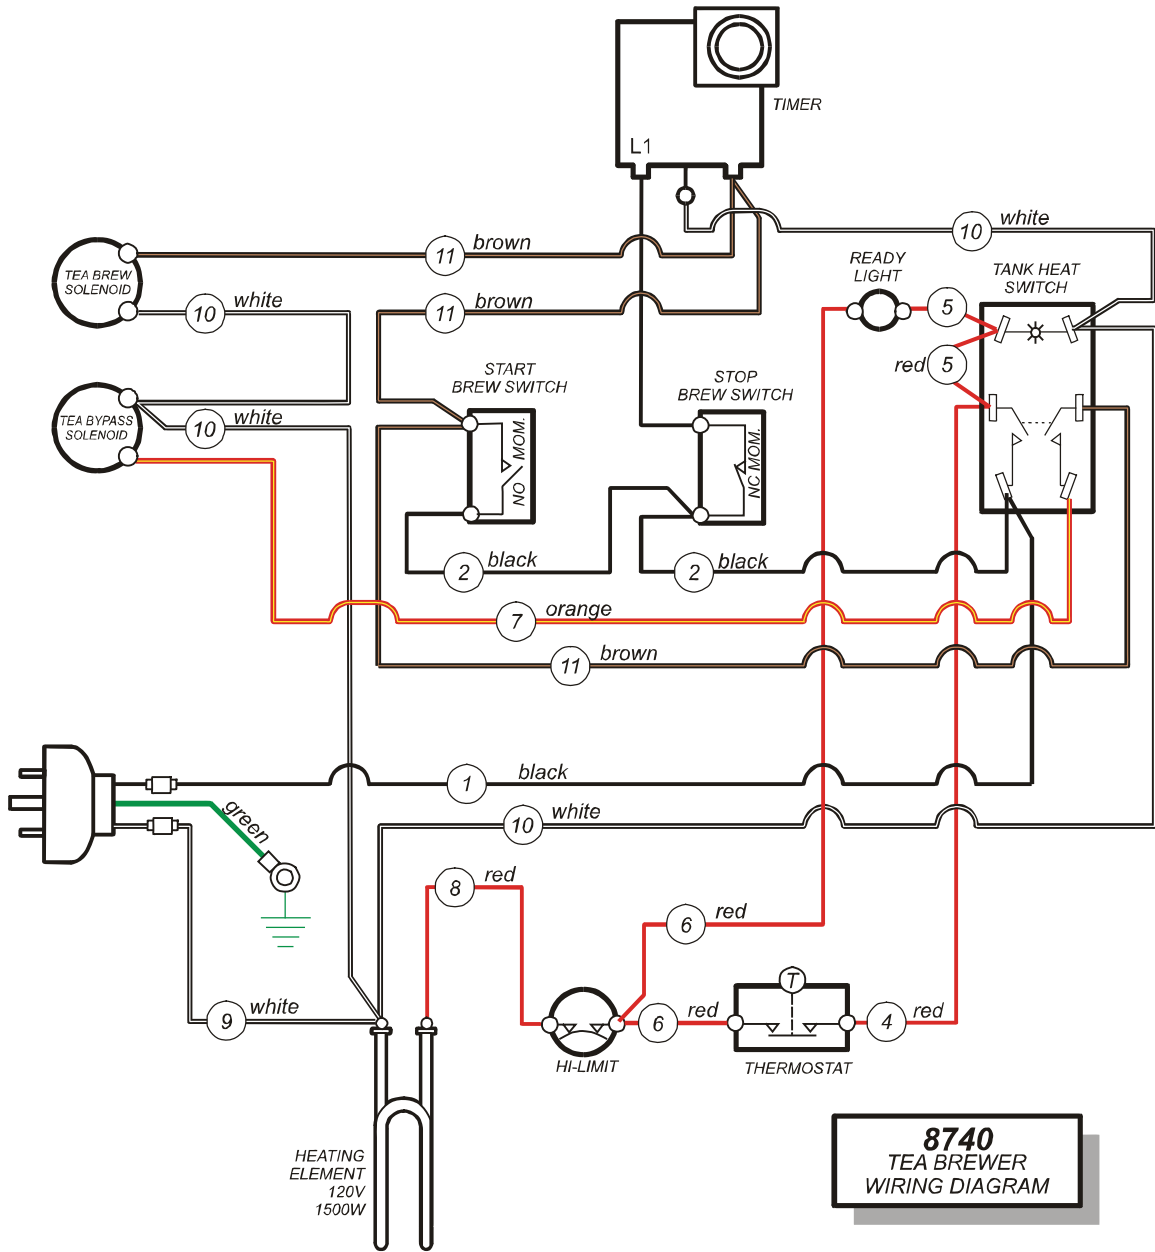 TIMER
L1
10 white
11 brown
READY
LIGHT
TANK HEAT
SWITCH
TEA BREW
SOLENOID
10 white
11 brown
5
START
BREW SWITCH
STOP
BREW SWITCH
red 5
TEA BYPASS
SOLENOID
10 white
NO MOM.
NC MOM.
2 black
2 black
7 orange
11 brown
1 black
green
10 white
8 red
6 red
T
9 white
6 red
4 red
HI-LIMIT
THERMOSTAT
HEATING
ELEMENT
120V
1500W
8740
TEA BREWER
WIRING DIAGRAM